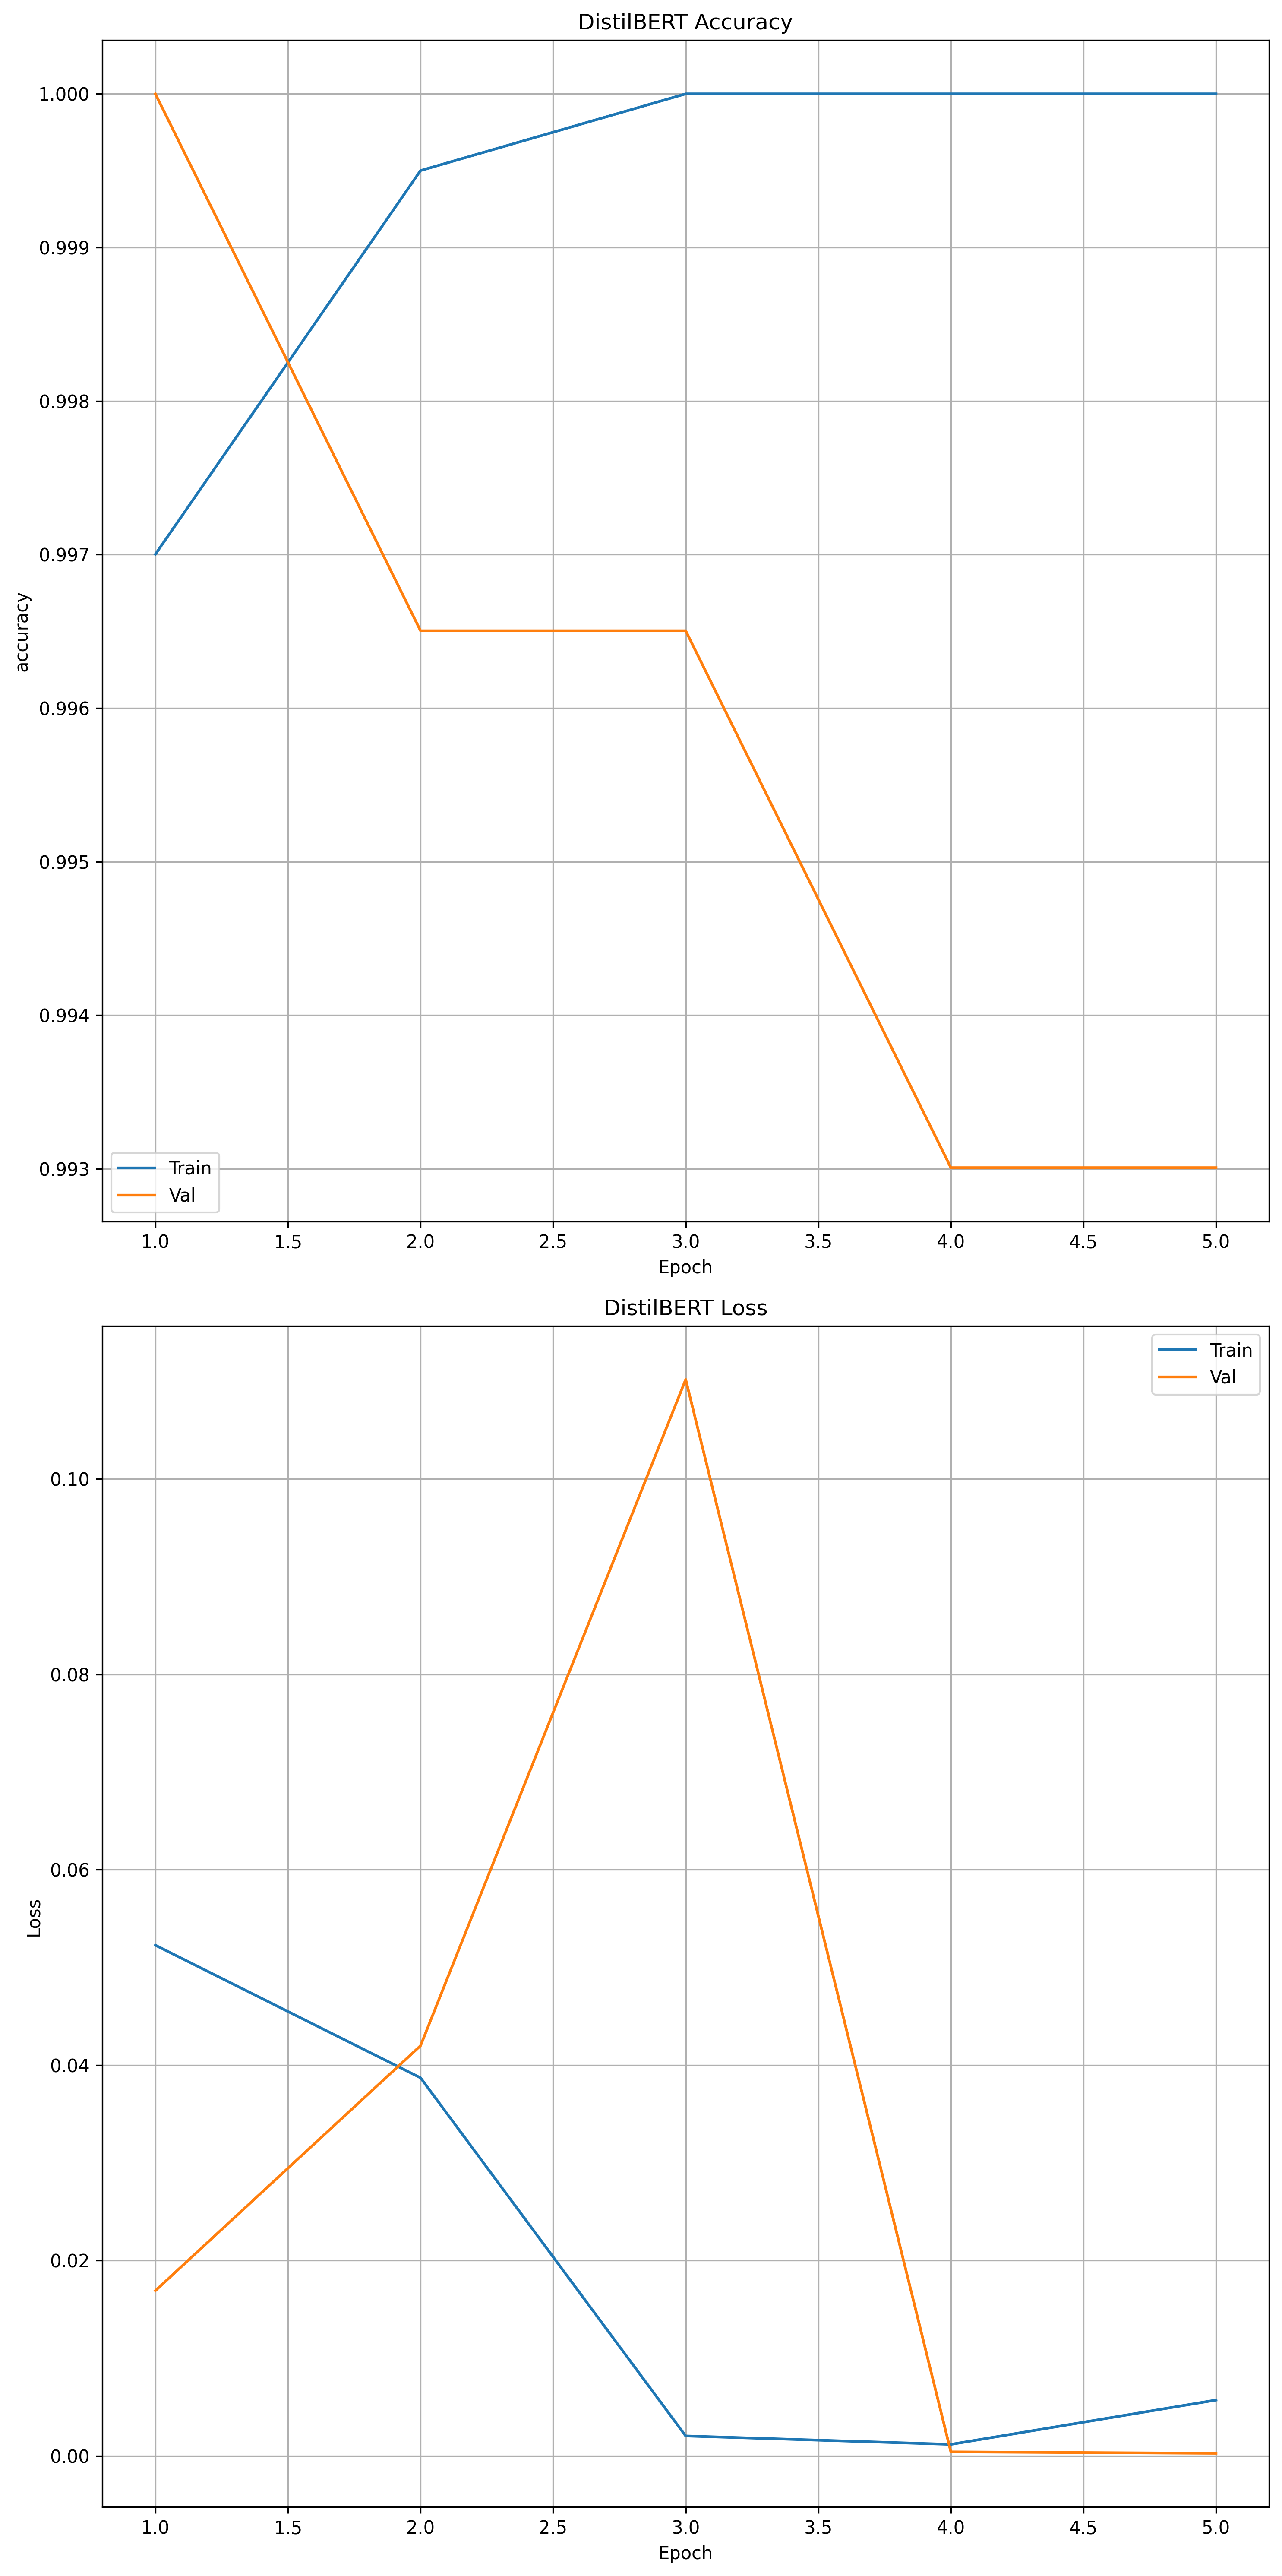 DistilBERT Accuracy
1.000
0.999
0.998
0.997
0.996
0.995
0.994
0.993
accuracy
Train
Val
1.0 1.5 2.0 2.5 3.0 3.5 4.0 4.5 5.0
Epoch
DistilBERT Loss
Train
Val
0.10
0.08
0.06
0.04
0.02
0.00
Loss
1.0 1.5 2.0 2.5 3.0 3.5 4.0 4.5 5.0
Epoch